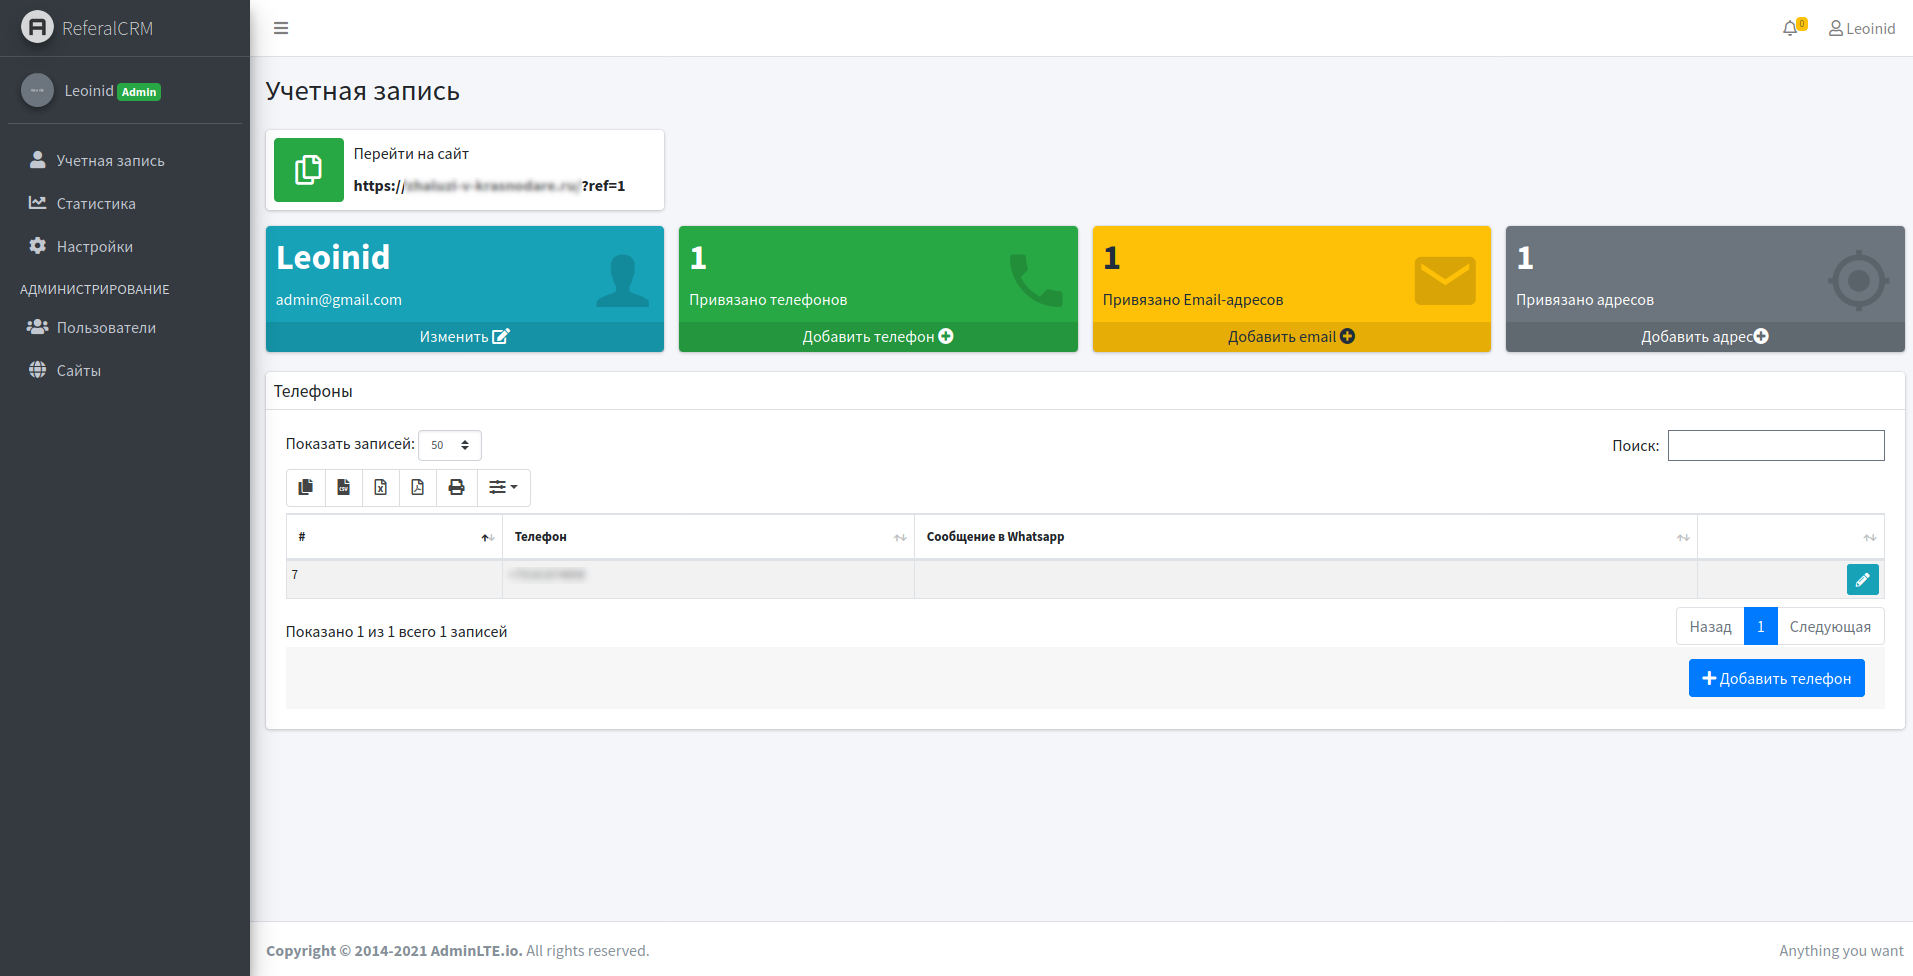 ReferalCRM
0
Leoinid
Leoinid Admin
Учетная запись
Статистика
Настройки
АДМИНИСТРИРОВАНИЕ
Пользователи
Сайты
Учетная запись
Перейти на сайт
https:// ?ref=1
Leoinid
admin@gmail.com
Изменить
1
Привязано телефонов
Добавить телефон
1
Привязано Email-адресов
Добавить email
1
Привязано адресов
Добавить адрес
Телефоны
Показать записей: 50
Поиск:
CSV
# Телефон Сообщение в Whatsapp
7
Показано 1 из 1 всего 1 записей
Назад 1 Следующая
Добавить телефон
Copyright © 2014-2021 AdminLTE.io. All rights reserved.
Anything you want